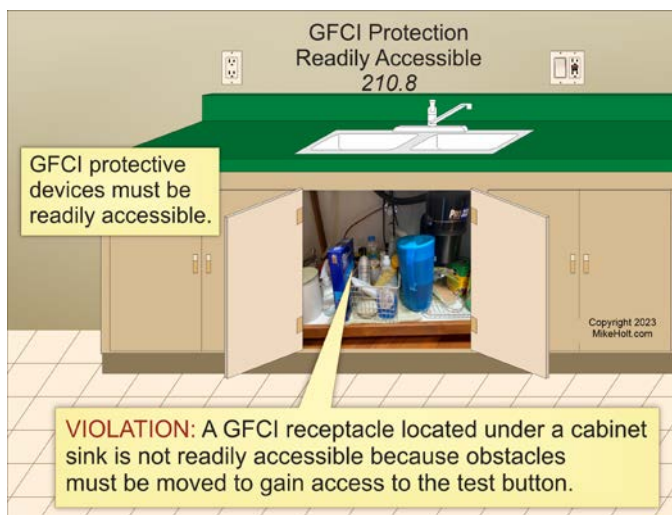 GFCI Protection
Readily Accessible
210.8
GFCI protective
devices must be
readily accessible.
Copyright 2023
MikeHolt.com
VIOLATION: A GFCI receptacle located under a cabinet
sink is not readily accessible because obstacles
must be moved to gain access to the test button.